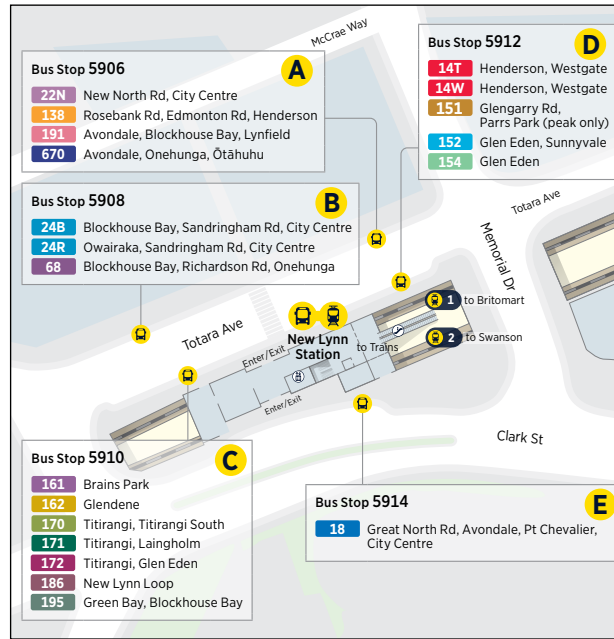 McCrae Way
Bus Stop 5906
A
22N New North Rd, City Centre
138 Rosebank Rd, Edmonton Rd, Henderson
191 Avondale, Blockhouse Bay, Lynfield
670 Avondale, Onehunga, Ōtāhuhu
Bus Stop 5912
D
14T Henderson, Westgate
14W Henderson, Westgate
151 Glengarry Rd,
Parrs Park (peak only)
152 Glen Eden, Sunnyvale
154 Glen Eden
Bus Stop 5908
B
24B Blockhouse Bay, Sandringham Rd, City Centre
24R Owairaka, Sandringham Rd, City Centre
68 Blockhouse Bay, Richardson Rd, Onehunga
Totara Ave
Memorial Dr
1 to Britomart
2 to Swanson
New Lynn
Station
to Trains
Totara Ave
Enter/Exit
Enter/Exit
Clark St
Bus Stop 5910
C
161 Brains Park
162 Glendene
170 Titirangi, Titirangi South
171 Titirangi, Laingholm
172 Titirangi, Glen Eden
186 New Lynn Loop
195 Green Bay, Blockhouse Bay
Bus Stop 5914
E
18 Great North Rd, Avondale, Pt Chevalier,
City Centre